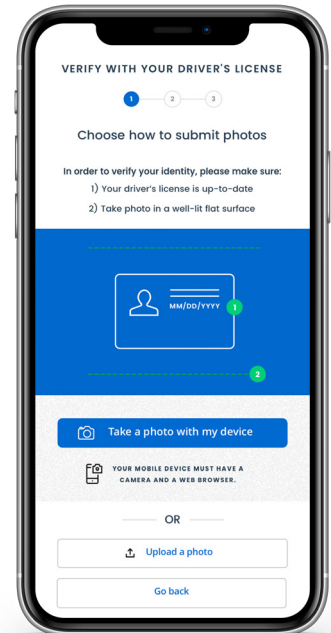 VERIFY WITH YOUR DRIVER'S LICENSE
1 2 3
Choose how to submit photos
In order to verify your identity, please make sure:
1) Your driver's license is up-to-date
2) Take photo in a well-lit flat surface
MM/DD/YYYY 1
2
Take a photo with my device
YOUR MOBILE DEVICE MUST HAVE A
CAMERA AND A WEB BROWSER.
OR
Upload a photo
Go back